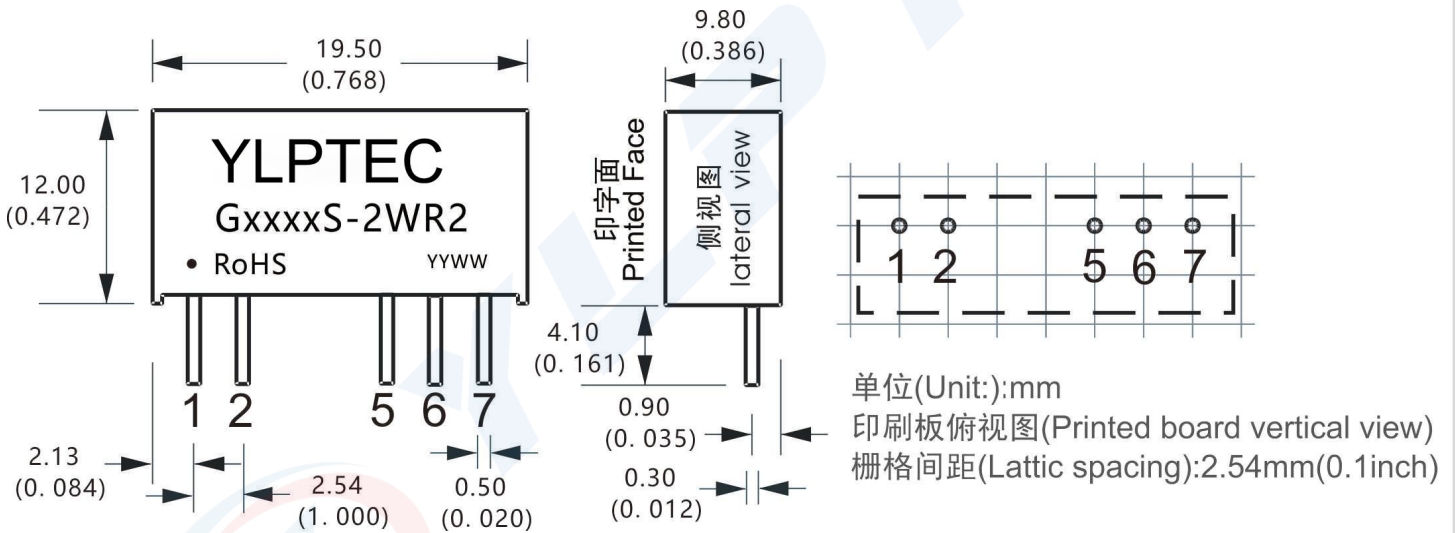 19.50
(0.768)
12.00
(0.472)
YLPTEC
GxxxxS-2WR2
• RoHS YYWW
1 2 5 6 7
2.13
(0. 084)
2.54
(1. 000)
0.50
(0. 020)
9.80
(0.386)
印字面
Printed Face
侧视图
lateral view
4.10
(0. 161)
0.90
(0. 035)
0.30
(0. 012)
1 2 5 6 7
单位(Unit:):mm
印刷板俯视图(Printed board vertical view)
栅格间距(Lattic spacing):2.54mm(0.1inch)